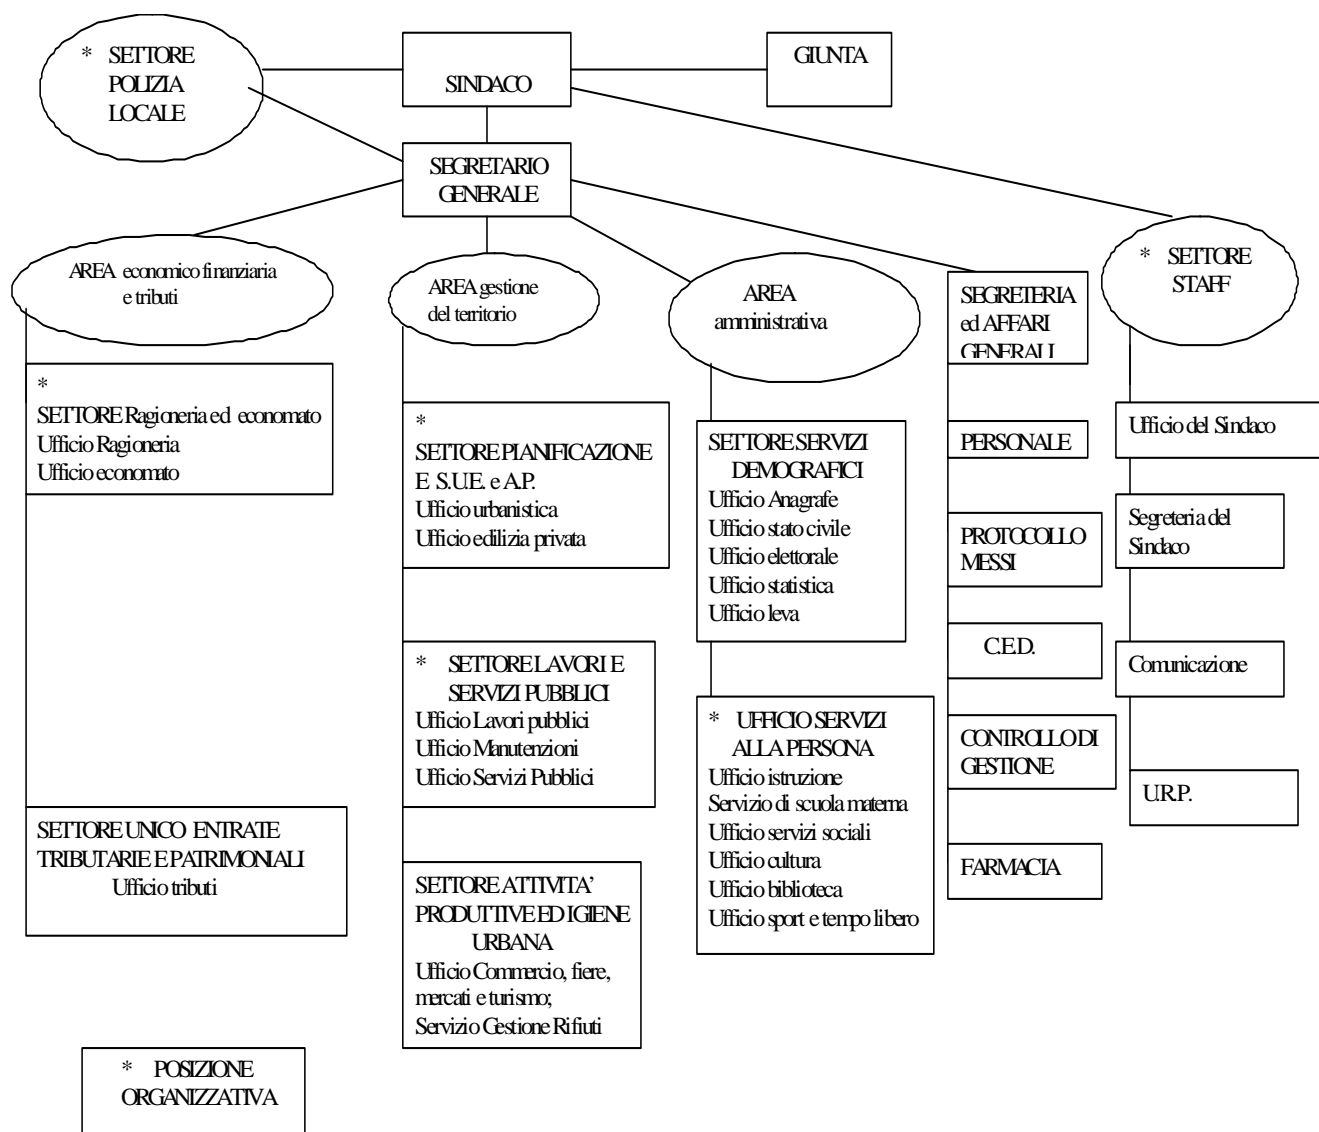 * SETTORE
POLIZIA
LOCALE
SINDACO
GIUNTA
SEGRETARIO
GENERALE
AREA economico finanziaria
e tributi
AREA gestione
del territorio
AREA
amministrativa
SEGRETERIA
ed AFFARI
GENERALI
* SETTORE
STAFF
*
SETTORE Ragioneria ed economato
Ufficio Ragioneria
Ufficio economato
SETTORE UNICO ENTRATE
TRIBUTARIE E PATRIMONIALI
Ufficio tributi
*
SETTORE PIANIFICAZIONE
E S.U.E. e A.P.
Ufficio urbanistica
Ufficio edilizia privata
* SETTORE LAVORI E
SERVIZI PUBBLICI
Ufficio Lavori pubblici
Ufficio Manutenzioni
Ufficio Servizi Pubblici
SETTORE ATTIVITA’
PRODUTTIVE ED IGIENE
URBANA
Ufficio Commercio, fiere,
mercati e turismo;
Servizio Gestione Rifiuti
SETTORE SERVIZI
DEMOGRAFICI
Ufficio Anagrafe
Ufficio stato civile
Ufficio elettorale
Ufficio statistica
Ufficio leva
* UFFICIO SERVIZI
ALLA PERSONA
Ufficio istruzione
Servizio di scuola materna
Ufficio servizi sociali
Ufficio cultura
Ufficio biblioteca
Ufficio sport e tempo libero
PERSONALE
PROTOCOLLO
MESSI
C.E.D.
CONTROLLO DI
GESTIONE
FARMACIA
Ufficio del Sindaco
Segreteria del
Sindaco
Comunicazione
U.R.P.
* POSIZIONE
ORGANIZZATIVA